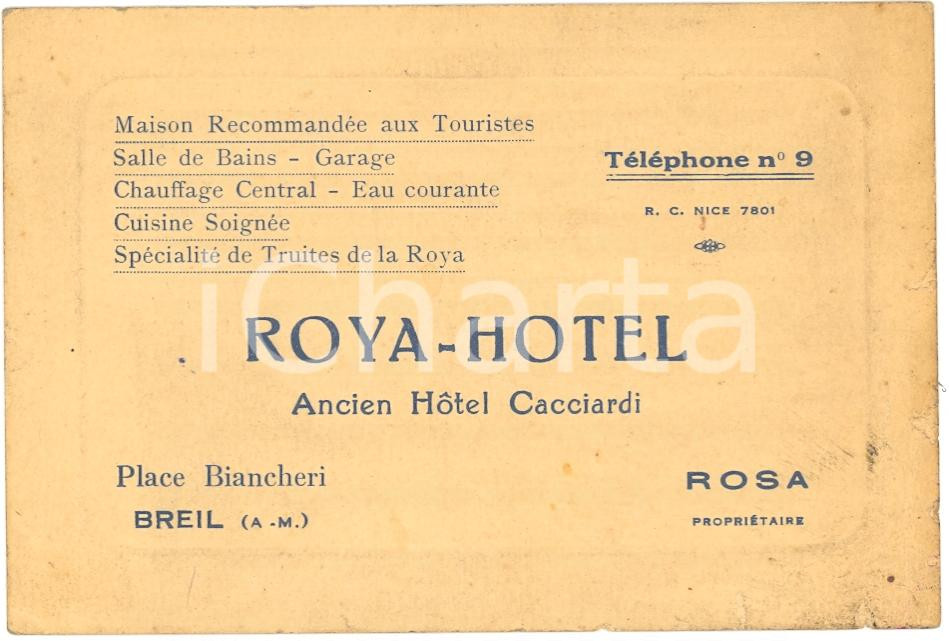 Maison Recommandée aux Touristes
Salle de Bains - Garage
Chauffage Central - Eau courante
Cuisine Soignée
Spécialité de Truites de la Roya
Téléphone n° 9
R. C. NICE 7801
iCharta
ROYA-HOTEL
Ancien Hôtel Cacciardi
Place Biancheri
BREIL (A.-M.)
ROSA
PROPRIÉTAIRE